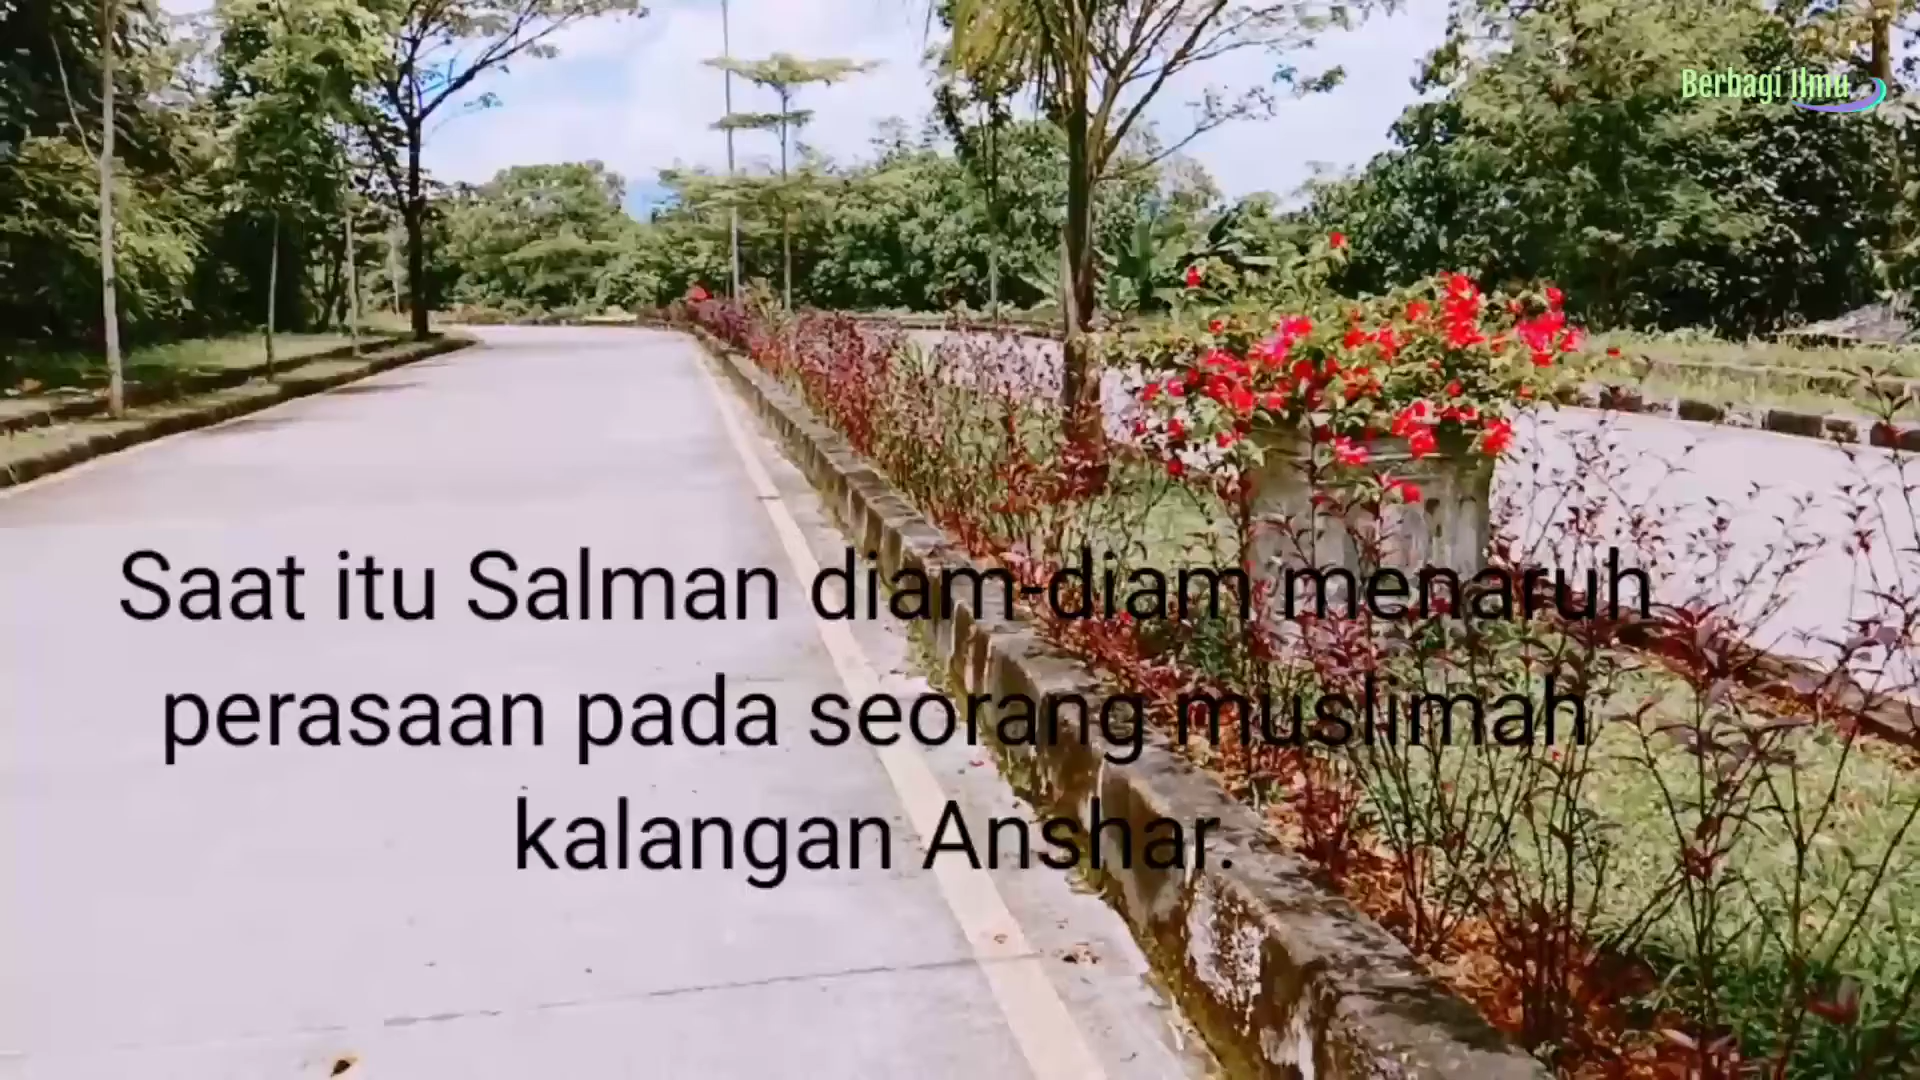 Berbagi Ilmu
Saat itu Salman diam-diam menaruh
perasaan pada seorang muslimah
kalangan Anshar.